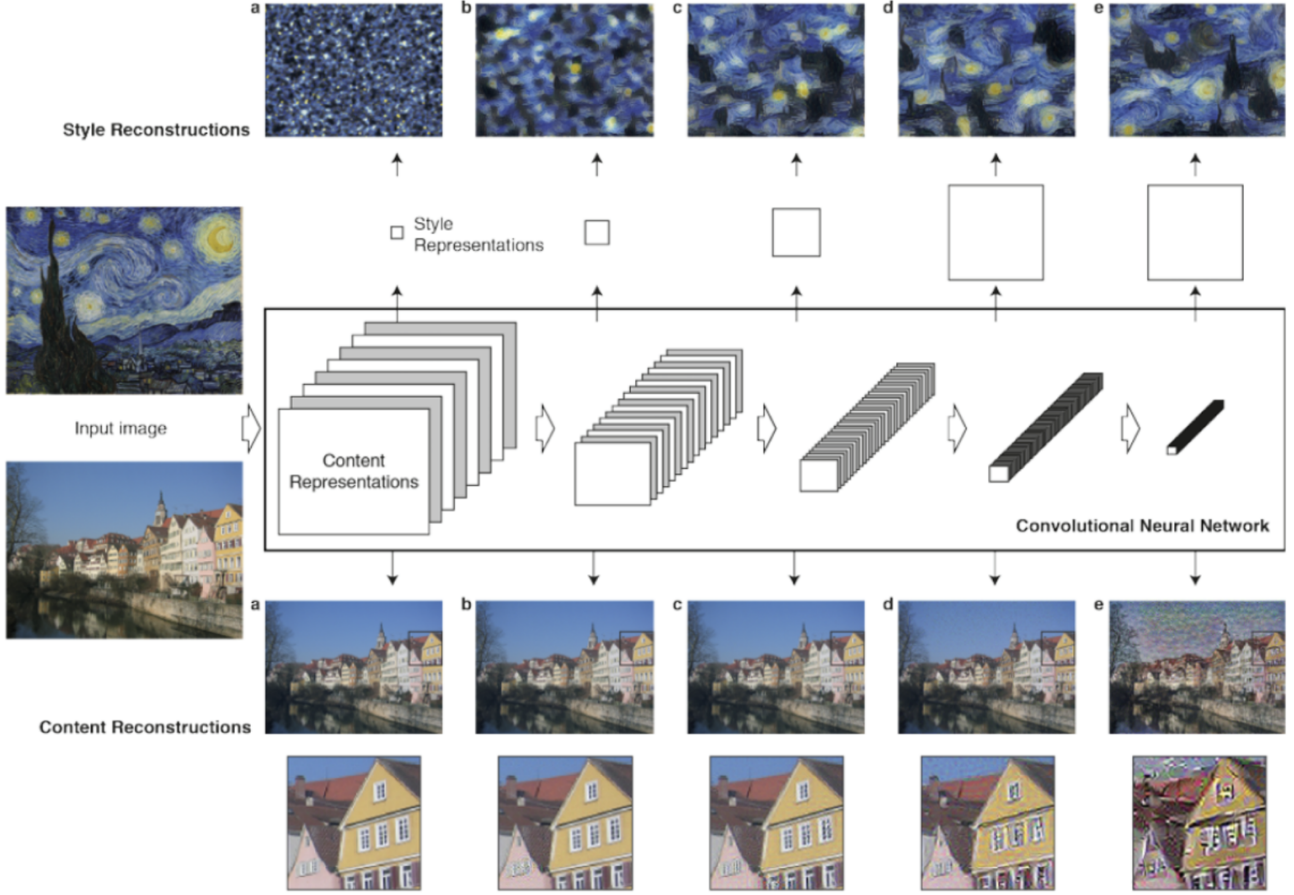 a b c d e
Style Reconstructions
Style
Representations
Input image
Content
Representations
Convolutional Neural Network
a b c d e
Content Reconstructions